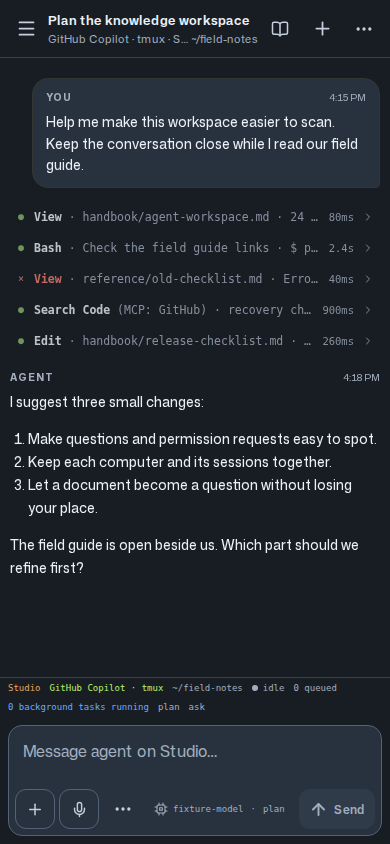 Plan the knowledge workspace
GitHub Copilot · tmux · S… ~/field-notes
YOU 4:15 PM
Help me make this workspace easier to scan.
Keep the conversation close while I read our field
guide.
View · handbook/agent-workspace.md · 24 … 80ms
Bash · Check the field guide links · $ p… 2.4s
× View · reference/old-checklist.md · Erro… 40ms
Search Code (MCP: GitHub) · recovery ch… 900ms
Edit · handbook/release-checklist.md · … 260ms
AGENT 4:18 PM
I suggest three small changes:
1. Make questions and permission requests easy to spot.
2. Keep each computer and its sessions together.
3. Let a document become a question without losing
your place.
The field guide is open beside us. Which part should we
refine first?
Studio GitHub Copilot · tmux ~/field-notes idle 0 queued
0 background tasks running plan ask
Message agent on Studio…
fixture-model · plan Send